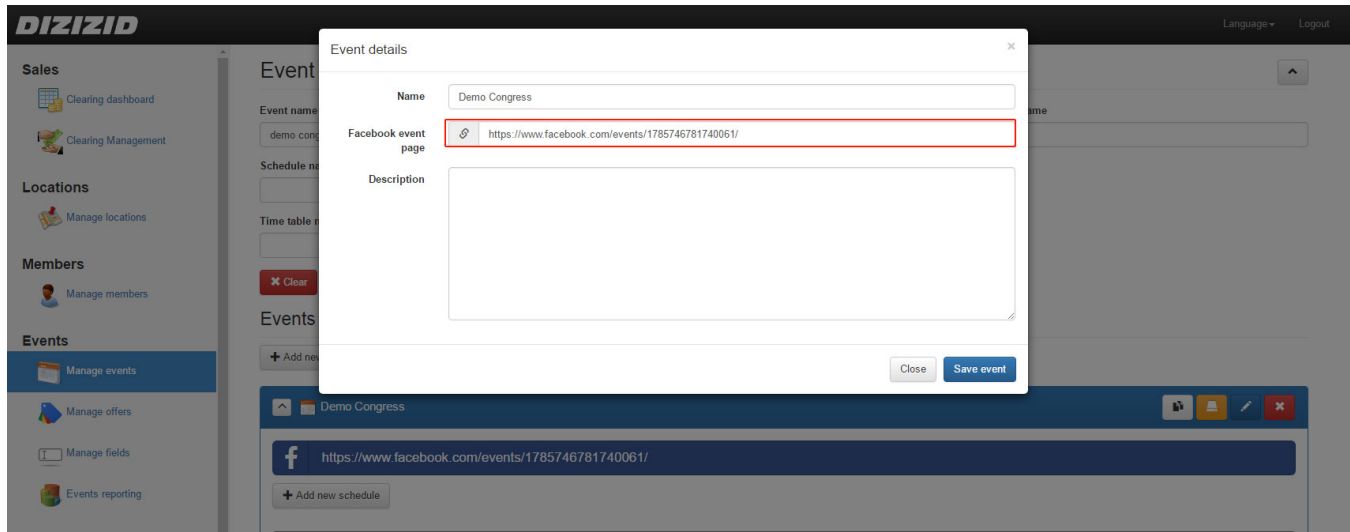 DIZIZID
Language
Logout
Sales
Clearing dashboard
Clearing Management
Locations
Manage locations
Members
Manage members
Events
Manage events
Manage offers
Manage fields
Events reporting
Event
Event name
demo cong
Schedule na
Time table n
Clear
Events
Add new
Event details
×
Name
Demo Congress
Facebook event
page
https://www.facebook.com/events/1785746781740061/
Description
Close
Save event
Demo Congress
https://www.facebook.com/events/1785746781740061/
Add new schedule